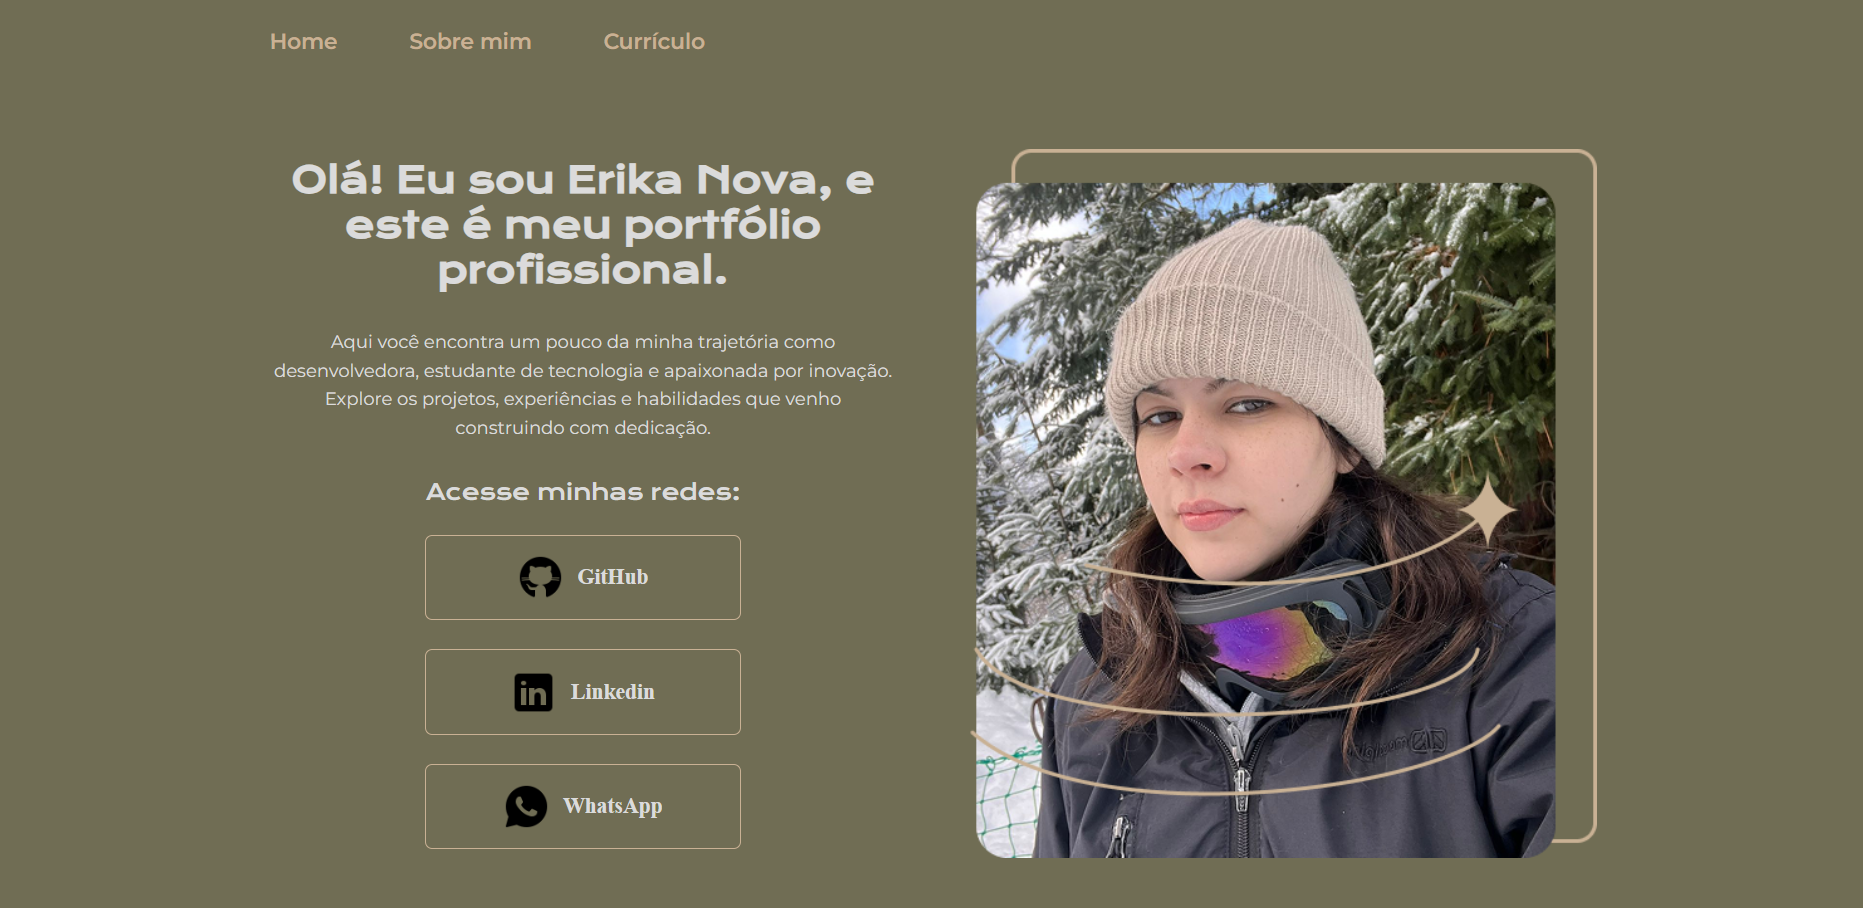 Home Sobre mim Currículo
Olá! Eu sou Erika Nova, e
este é meu portfólio
profissional.
Aqui você encontra um pouco da minha trajetória como
desenvolvedora, estudante de tecnologia e apaixonada por inovação.
Explore os projetos, experiências e habilidades que venho
construindo com dedicação.
Acesse minhas redes:
GitHub
in Linkedin
WhatsApp